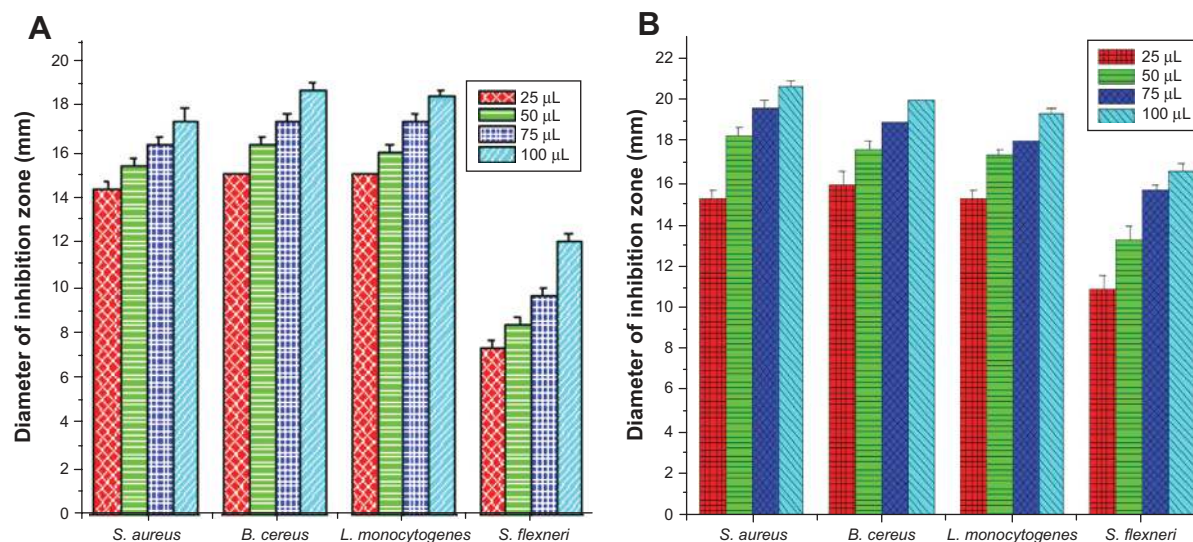 A
Diameter of inhibition zone (mm)
20
18
16
14
12
10
8
6
4
2
0
25 μL
50 μL
75 μL
100 μL
S. aureus B. cereus L. monocytogenes S. flexneri
B
Diameter of inhibition zone (mm)
22
20
18
16
14
12
10
8
6
4
2
0
25 μL
50 μL
75 μL
100 μL
S. aureus B. cereus L. monocytogenes S. flexneri